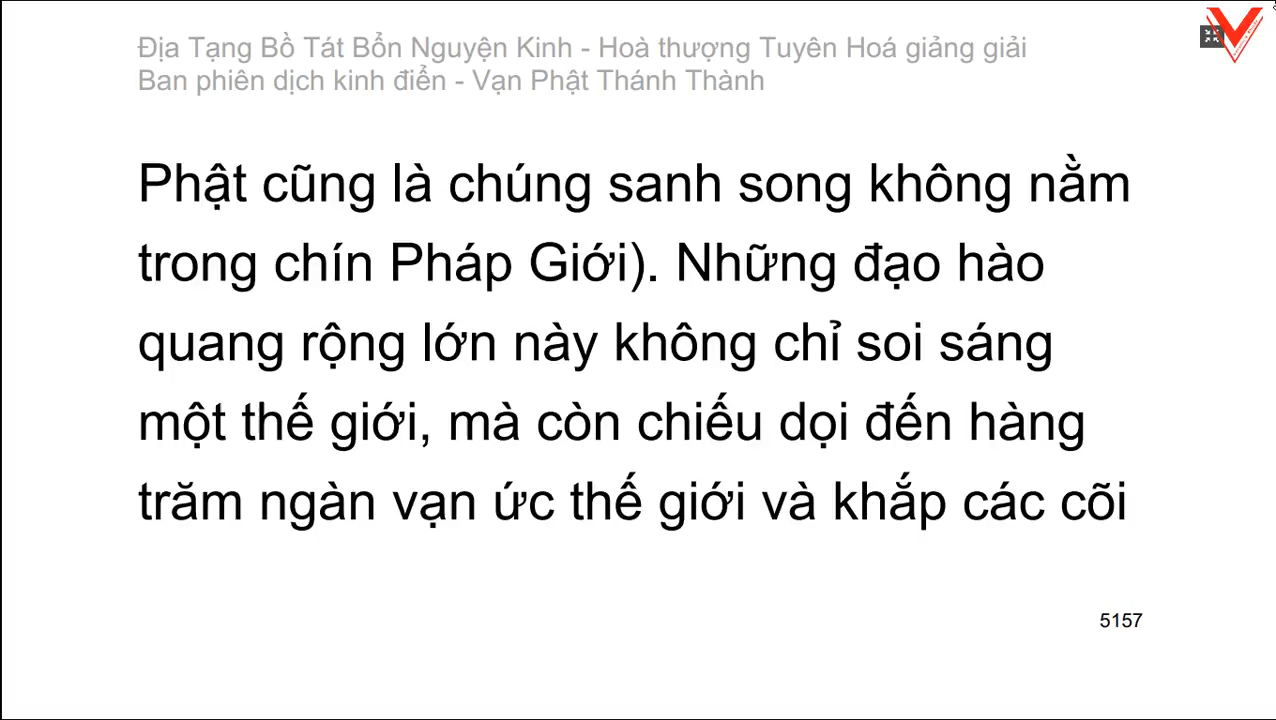 Địa Tạng Bồ Tát Bổn Nguyện Kinh - Hoà thượng Tuyên Hoá giảng giải
Ban phiên dịch kinh điển - Vạn Phật Thánh Thành
Phật cũng là chúng sanh song không nằm
trong chín Pháp Giới). Những đạo hào
quang rộng lớn này không chỉ soi sáng
một thế giới, mà còn chiếu dọi đến hàng
trăm ngàn vạn ức thế giới và khắp các cõi
5157